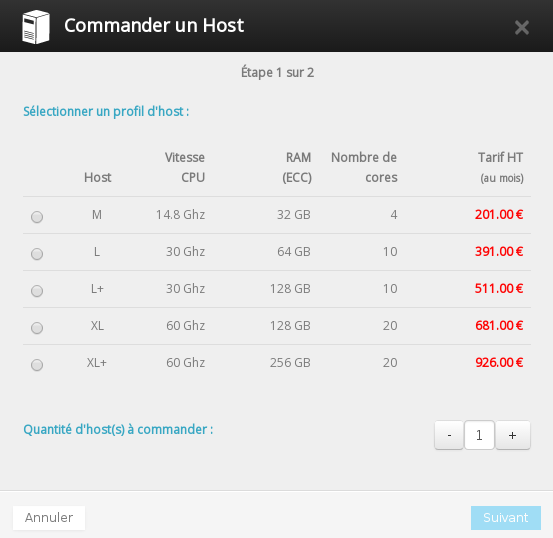 Commander un Host
Étape 1 sur 2
Sélectionner un profil d'host :
Host Vitesse CPU RAM (ECC) Nombre de cores Tarif HT (au mois)
M 14.8 Ghz 32 GB 4 201.00 €
L 30 Ghz 64 GB 10 391.00 €
L+ 30 Ghz 128 GB 10 511.00 €
XL 60 Ghz 128 GB 20 681.00 €
XL+ 60 Ghz 256 GB 20 926.00 €
Quantité d'host(s) à commander : - 1 +
Annuler Suivant